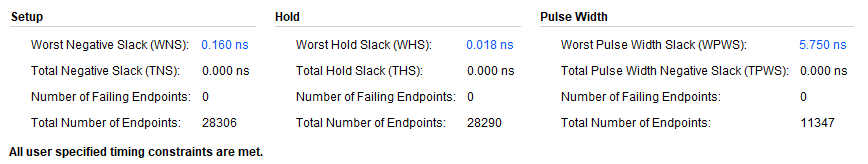 Setup Hold Pulse Width
Worst Negative Slack (WNS): 0.160 ns Worst Hold Slack (WHS): 0.018 ns Worst Pulse Width Slack (WPWS): 5.750 ns
Total Negative Slack (TNS): 0.000 ns Total Hold Slack (THS): 0.000 ns Total Pulse Width Negative Slack (TPWS): 0.000 ns
Number of Failing Endpoints: 0 Number of Failing Endpoints: 0 Number of Failing Endpoints: 0
Total Number of Endpoints: 28306 Total Number of Endpoints: 28290 Total Number of Endpoints: 11347
All user specified timing constraints are met.